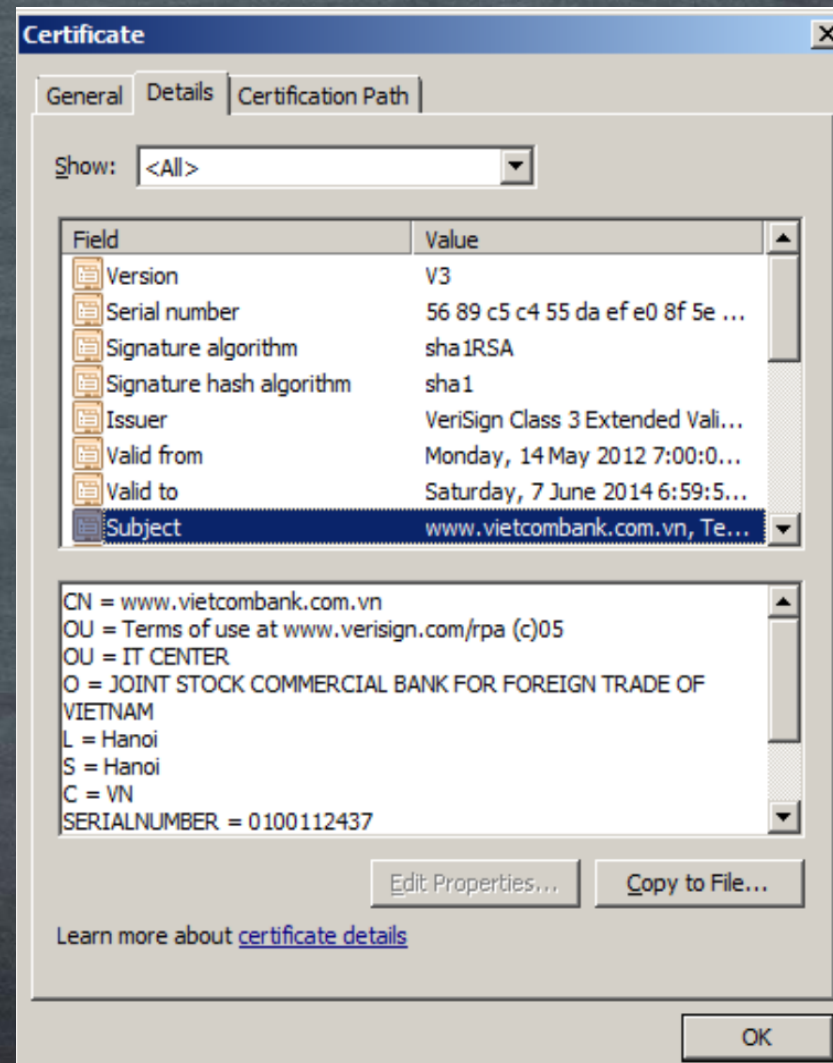 Certificate
General Details Certification Path
Show: <All>
Field Value
Version V3
Serial number 56 89 c5 c4 55 da ef e0 8f 5e ...
Signature algorithm sha1RSA
Signature hash algorithm sha1
Issuer VeriSign Class 3 Extended Vali...
Valid from Monday, 14 May 2012 7:00:0...
Valid to Saturday, 7 June 2014 6:59:5...
Subject www.vietcombank.com.vn, Te...
CN = www.vietcombank.com.vn
OU = Terms of use at www.verisign.com/rpa (c)05
OU = IT CENTER
O = JOINT STOCK COMMERCIAL BANK FOR FOREIGN TRADE OF
VIETNAM
L = Hanoi
S = Hanoi
C = VN
SERIALNUMBER = 0100112437
Edit Properties... Copy to File...
Learn more about certificate details
OK